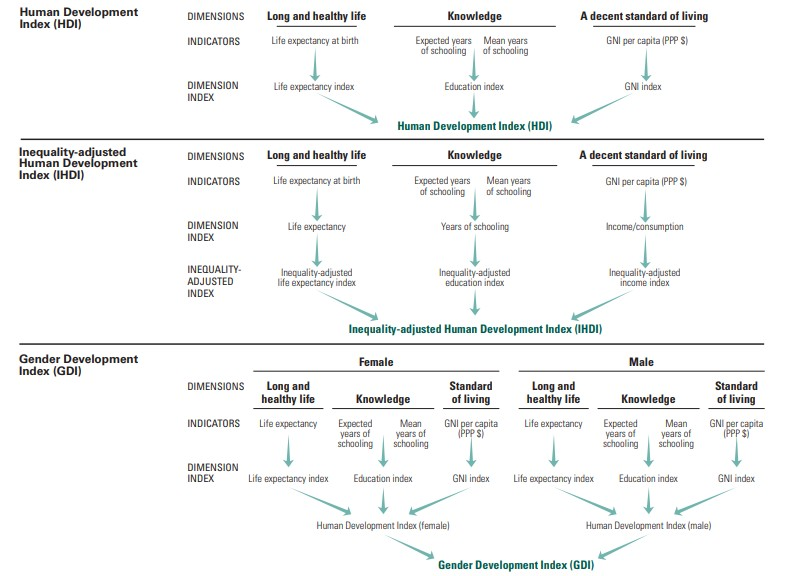 Human Development
Index (HDI)
DIMENSIONS Long and healthy life Knowledge A decent standard of living
INDICATORS Life expectancy at birth Expected years of schooling Mean years of schooling GNI per capita (PPP $)
DIMENSION INDEX Life expectancy index Education index GNI index
Human Development Index (HDI)
Inequality-adjusted
Human Development
Index (IHDI)
DIMENSIONS Long and healthy life Knowledge A decent standard of living
INDICATORS Life expectancy at birth Expected years of schooling Mean years of schooling GNI per capita (PPP $)
DIMENSION INDEX Life expectancy Years of schooling Income/consumption
INEQUALITY-ADJUSTED INDEX Inequality-adjusted life expectancy index Inequality-adjusted education index Inequality-adjusted income index
Inequality-adjusted Human Development Index (IHDI)
Gender Development
Index (GDI)
Female Male
DIMENSIONS Long and healthy life Knowledge Standard of living Long and healthy life Knowledge Standard of living
INDICATORS Life expectancy Expected years of schooling Mean years of schooling GNI per capita (PPP $) Life expectancy Expected years of schooling Mean years of schooling GNI per capita (PPP $)
DIMENSION INDEX Life expectancy index Education index GNI index Life expectancy index Education index GNI index
Human Development Index (female) Human Development Index (male)
Gender Development Index (GDI)